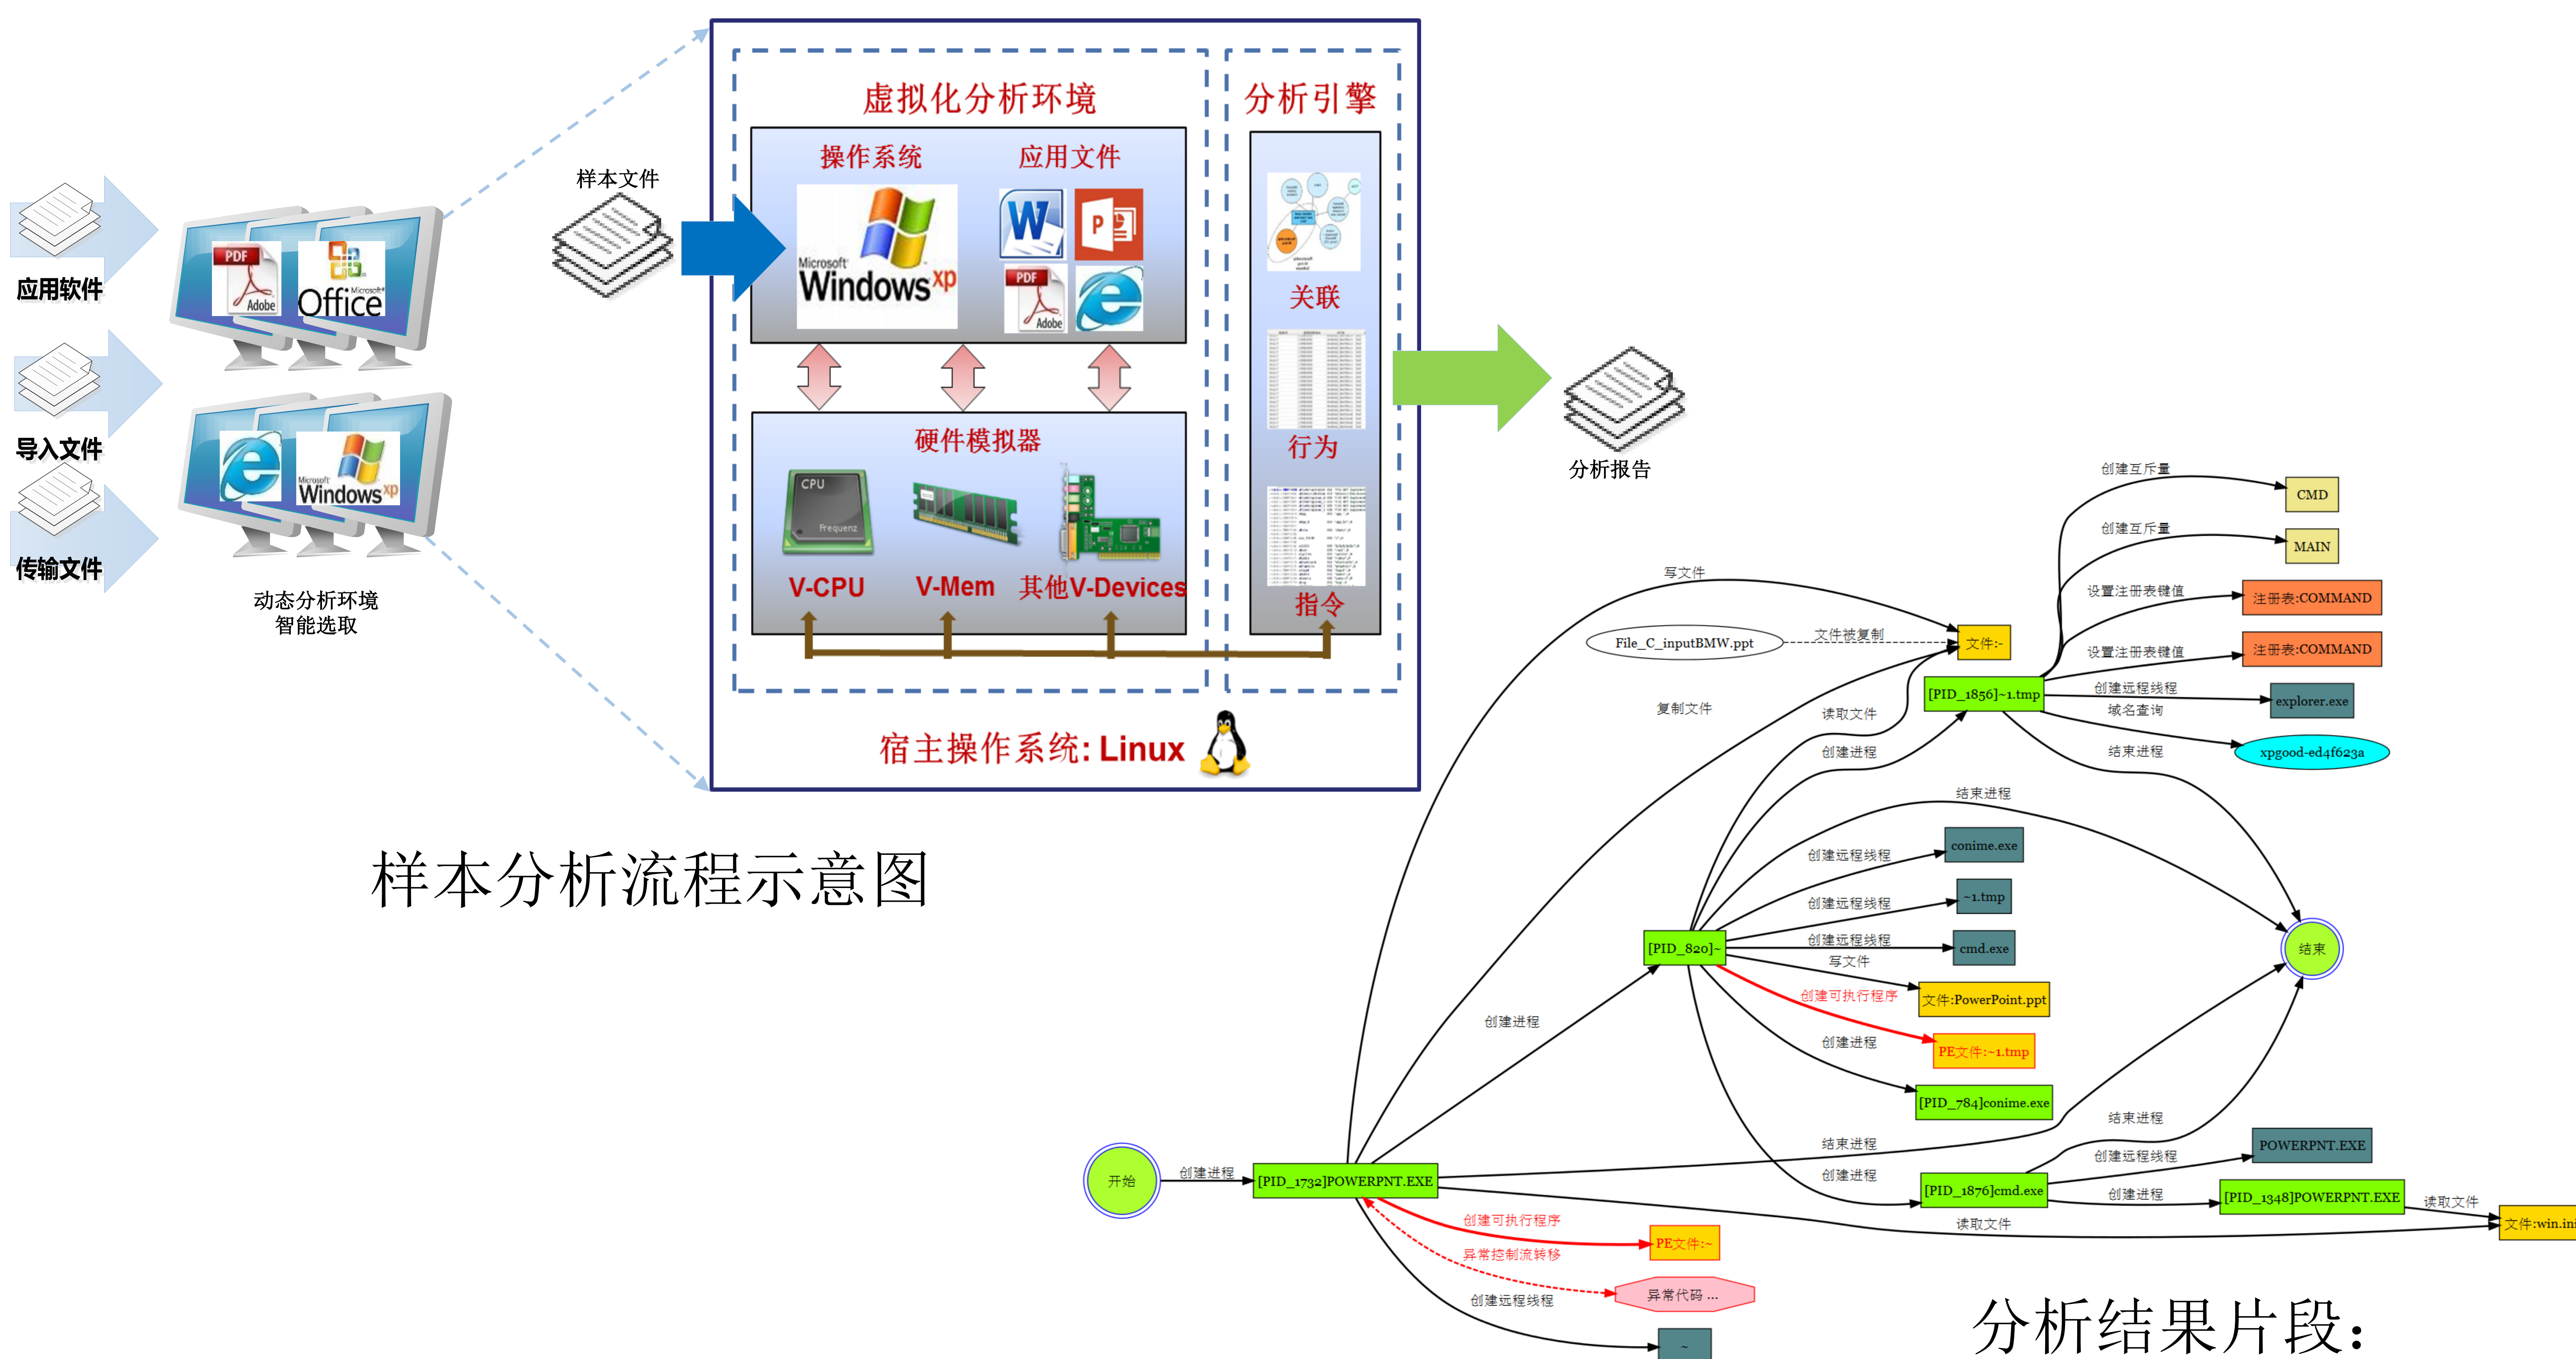 应用软件
导入文件
传输文件
PDF
Adobe
Microsoft
Office
Microsoft
Windows xp
动态分析环境
智能选取
样本文件
虚拟化分析环境
操作系统
应用文件
Microsoft
Windows xp
W
P
PDF
Adobe
硬件模拟器
CPU
Frequenz
V-CPU
V-Mem
其他V-Devices
分析引擎
关联
行为
指令
宿主操作系统: Linux
分析报告
样本分析流程示意图
创建互斥量
CMD
创建互斥量
MAIN
写文件
设置注册表键值
注册表:COMMAND
File_C_inputBMW.ppt
文件被复制
文件:-
设置注册表键值
注册表:COMMAND
[PID_1856]~1.tmp
创建远程线程
explorer.exe
复制文件
读取文件
域名查询
创建进程
结束进程
xpgood-ed4f623a
结束进程
创建远程线程
conime.exe
创建远程线程
~1.tmp
[PID_820]~
创建远程线程
cmd.exe
结束
写文件
创建可执行程序
文件:PowerPoint.ppt
创建进程
创建进程
PE文件:~1.tmp
[PID_784]conime.exe
结束进程
结束进程
POWERPNT.EXE
创建远程线程
开始
创建进程
[PID_1732]POWERPNT.EXE
创建进程
[PID_1876]cmd.exe
创建进程
[PID_1348]POWERPNT.EXE
读取文件
创建可执行程序
读取文件
文件:win.ini
PE文件:~
异常控制流转移
异常代码 ...
创建远程线程
~
分析结果片段：